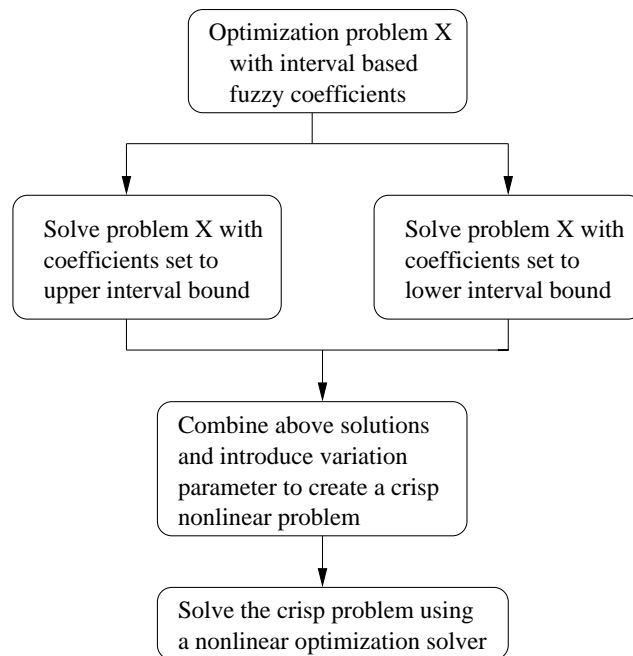 Optimization problem X
with interval based
fuzzy coefficients
Solve problem X with
coefficients set to
upper interval bound
Solve problem X with
coefficients set to
lower interval bound
Combine above solutions
and introduce variation
parameter to create a crisp
nonlinear problem
Solve the crisp problem using
a nonlinear optimization solver